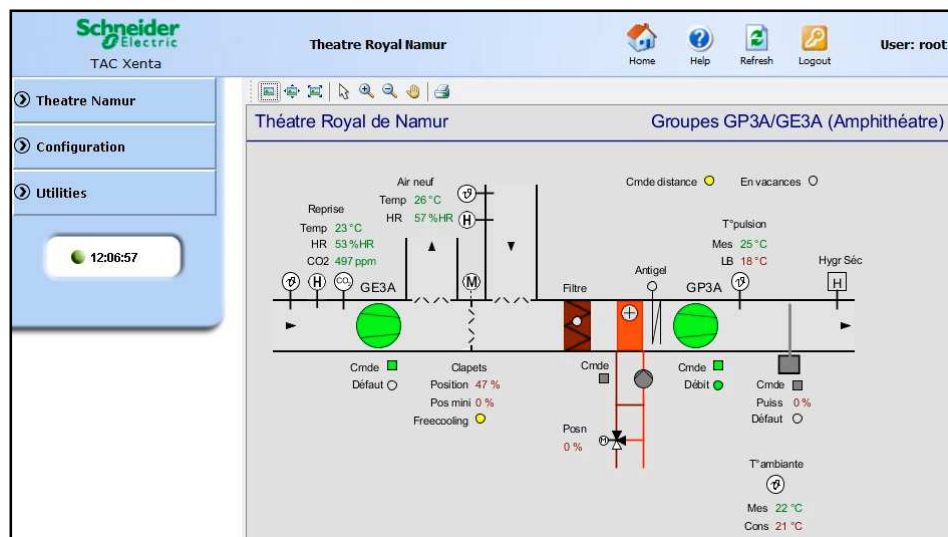 Schneider
Electric
TAC Xenta
Theatre Royal Namur
Home
Help
Refresh
Logout
User: root
Theatre Namur
Configuration
Utilities
12:06:57
Théatre Royal de Namur
Groupes GP3A/GE3A (Amphithéatre)
Air neuf
Temp 26 °C
HR 57 %HR
Cmde distance
En vacances
Reprise
Temp 23 °C
HR 53 %HR
CO2 497 ppm
T°pulsion
Mes 25 °C
LB 18 °C
Hygr Séc
Antigel
H
H
CO₂
GE3A
M
Filtre
GP3A
H
Cmde
Défaut
Clapets
Position 47 %
Pos mini 0 %
Freecooling
Cmde
Cmde
Débit
Cmde
Puiss 0 %
Défaut
Posn
0 %
M
T°ambiante
Mes 22 °C
Cons 21 °C